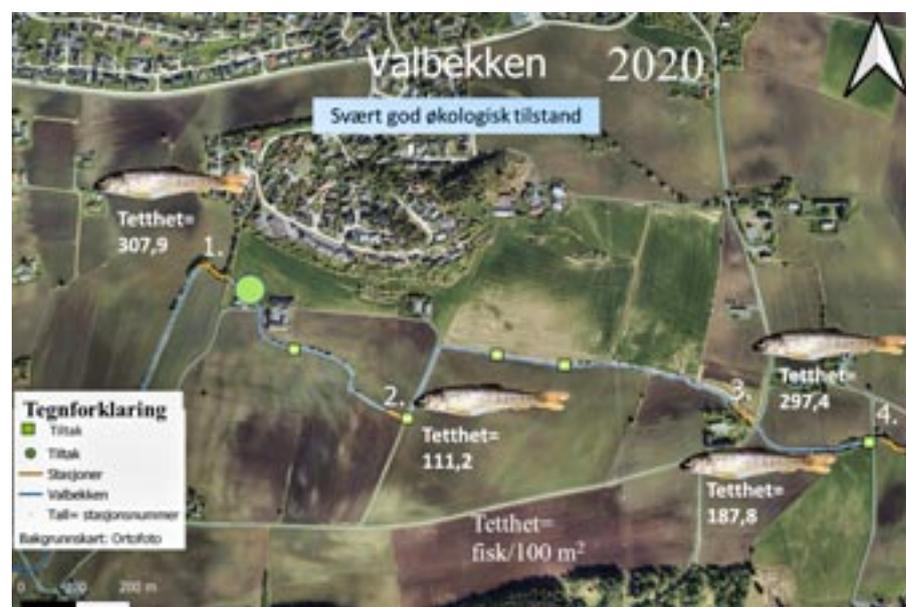 Valbekken 2020
Svært god økologisk tilstand
Tetthet=
307,9
1.
2.
Tetthet=
111,2
3.
Tetthet=
297,4
4.
Tetthet=
187,8
Tetthet=
fisk/100 m²
Tegnforklaring
Tiltak
Tiltak
Stasjoner
Valbekken
Tall= stasjonsnummer
Bakgrunnskart: Ortofoto
0 100 200 m